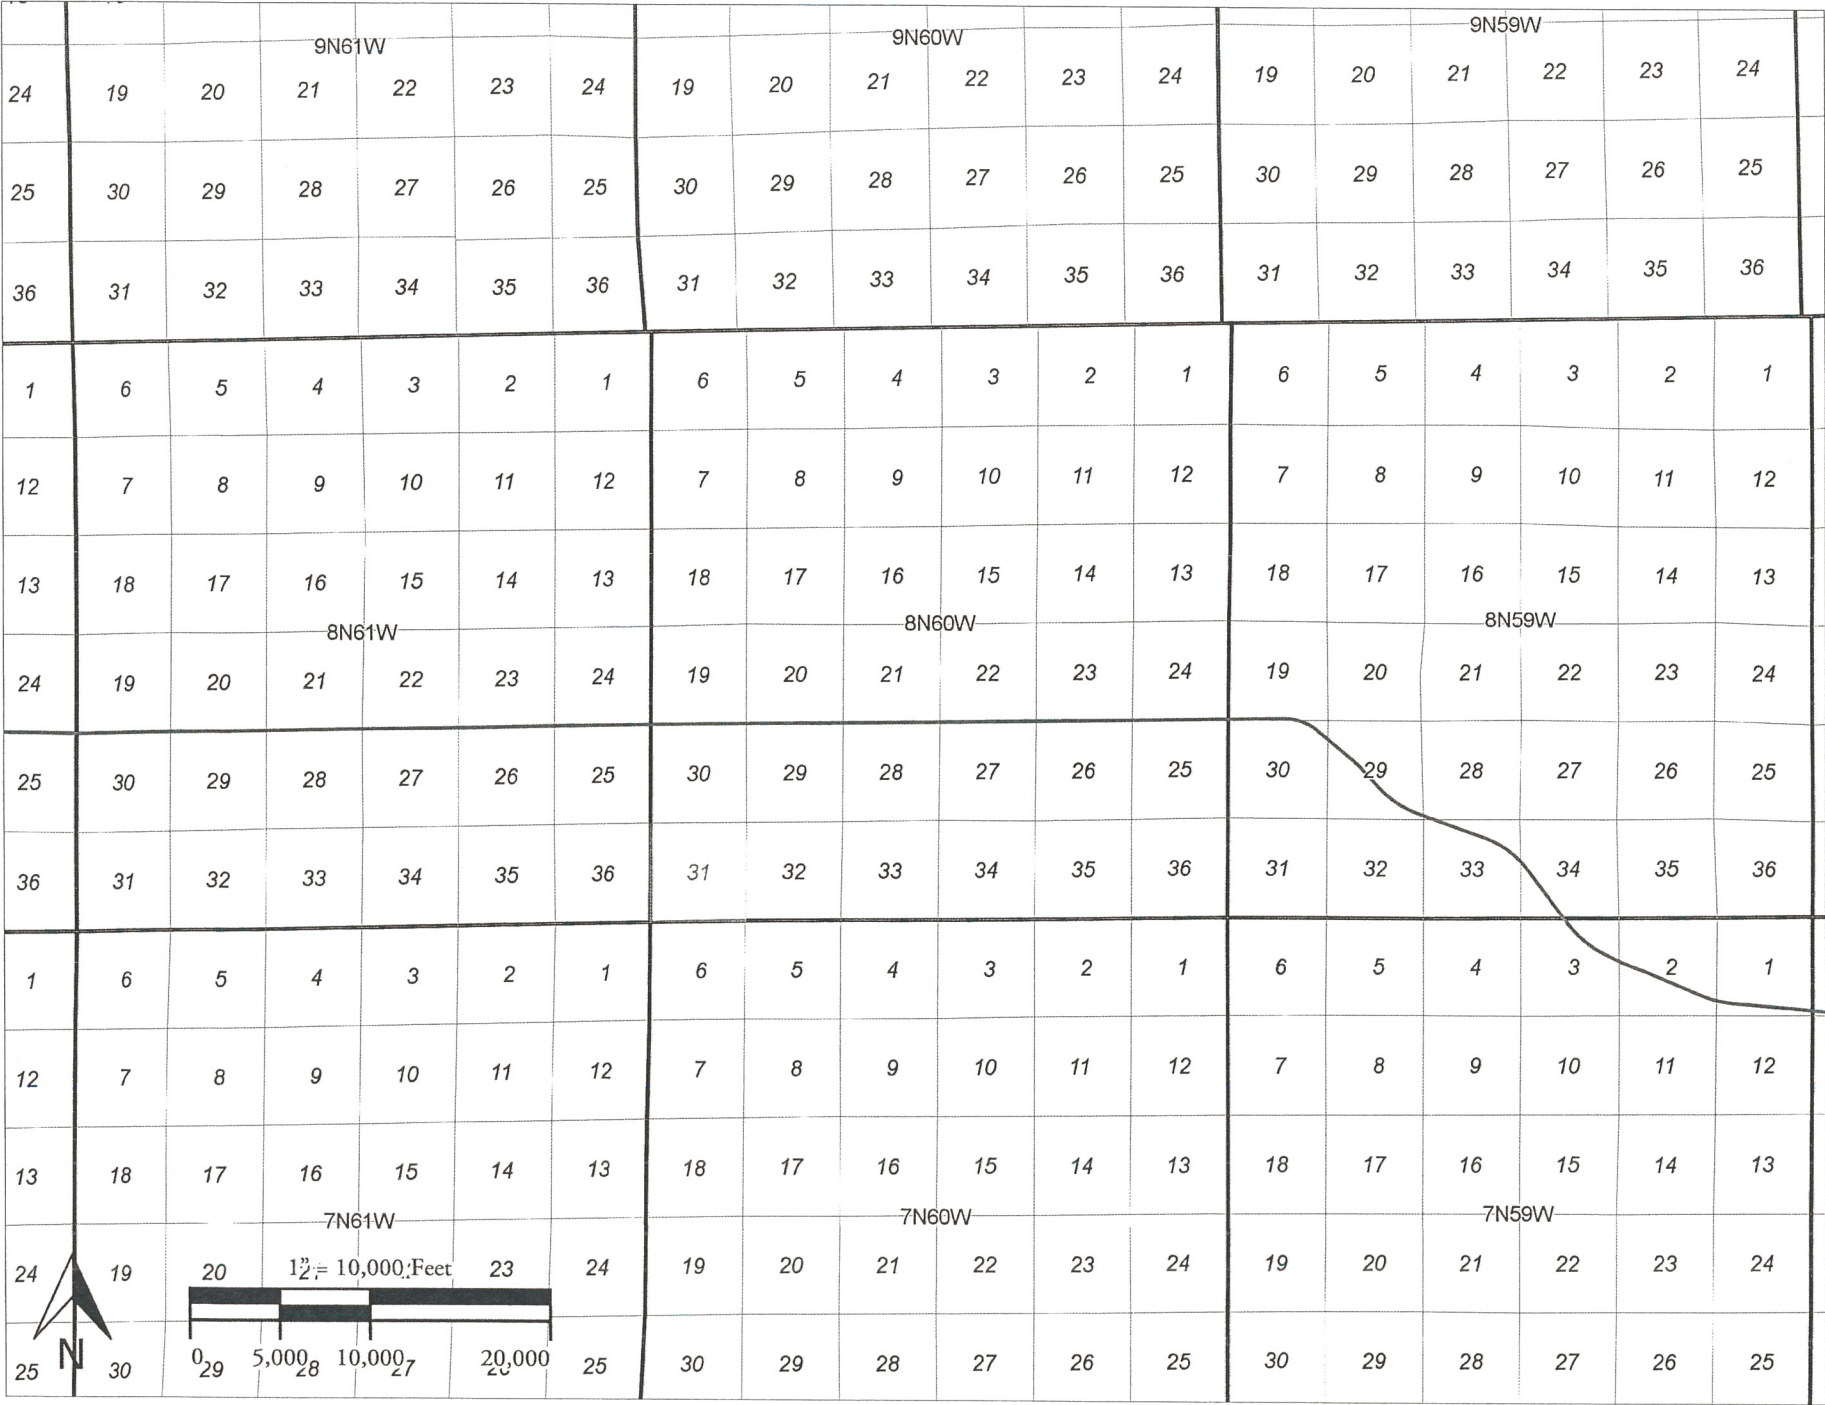 9N61W 9N60W 9N59W
24 19 20 21 22 23 24 19 20 21 22 23 24 19 20 21 22 23 24
25 30 29 28 27 26 25 30 29 28 27 26 25 30 29 28 27 26 25
36 31 32 33 34 35 36 31 32 33 34 35 36 31 32 33 34 35 36
1 6 5 4 3 2 1 6 5 4 3 2 1 6 5 4 3 2 1
12 7 8 9 10 11 12 7 8 9 10 11 12 7 8 9 10 11 12
13 18 17 16 15 14 13 18 17 16 15 14 13 18 17 16 15 14 13
8N61W 8N60W 8N59W
24 19 20 21 22 23 24 19 20 21 22 23 24 19 20 21 22 23 24
25 30 29 28 27 26 25 30 29 28 27 26 25 30 29 28 27 26 25
36 31 32 33 34 35 36 31 32 33 34 35 36 31 32 33 34 35 36
1 6 5 4 3 2 1 6 5 4 3 2 1 6 5 4 3 2 1
12 7 8 9 10 11 12 7 8 9 10 11 12 7 8 9 10 11 12
13 18 17 16 15 14 13 18 17 16 15 14 13 18 17 16 15 14 13
7N61W 7N60W 7N59W
1" = 10,000 Feet
24 19 20 23 24 19 20 21 22 23 24 19 20 21 22 23 24
N
0 5,000 10,000 20,000
25 30 29 28 27 25 30 29 28 27 26 25 30 29 28 27 26 25